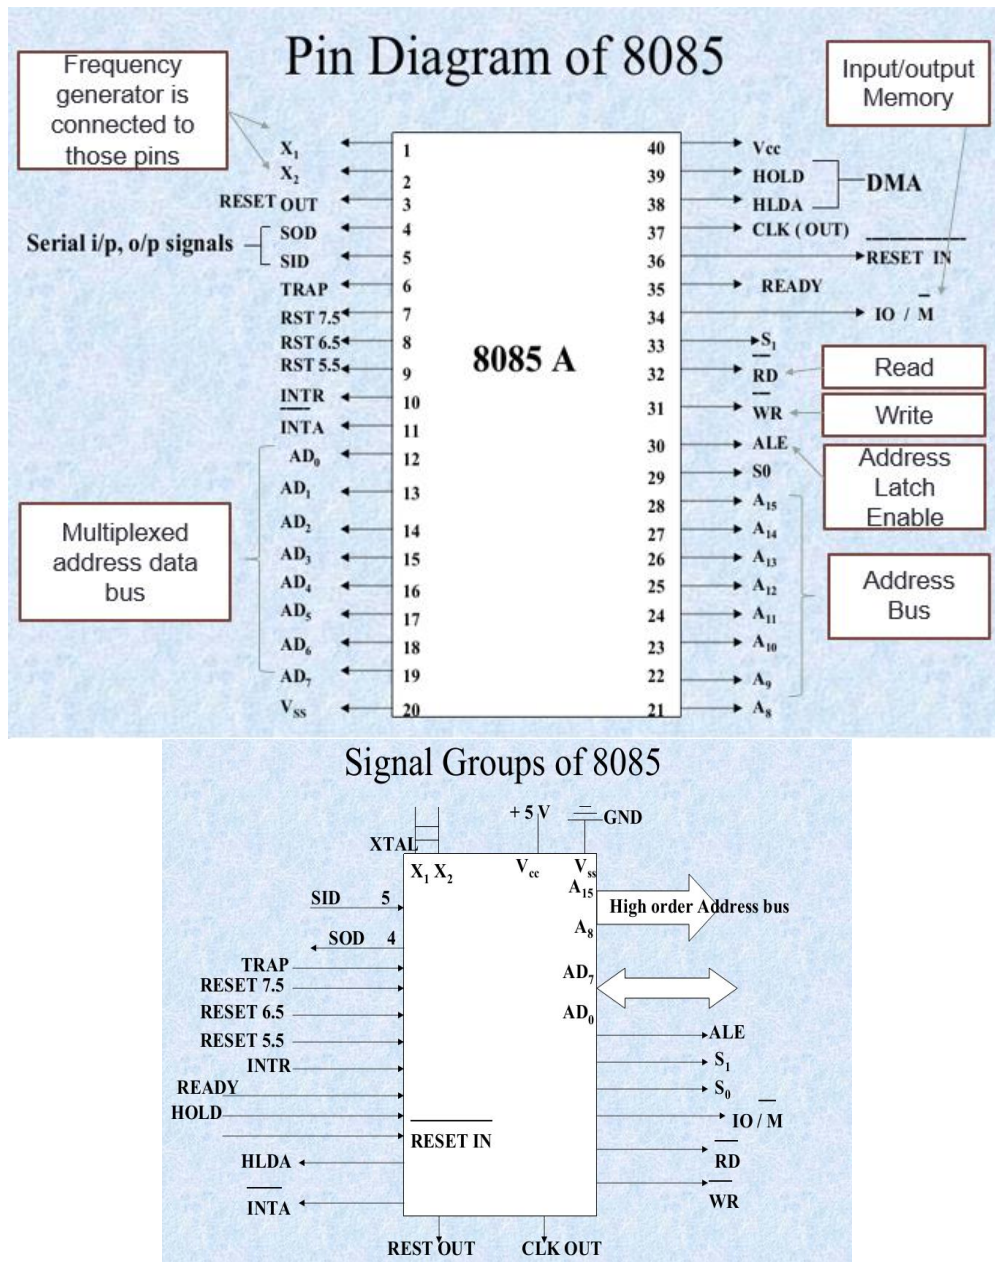 Pin Diagram of 8085
Frequency
generator is
connected to
those pins
Input/output
Memory
X1
1
40
Vcc
X2
2
39
HOLD
DMA
RESET OUT
3
38
HLDA
Serial i/p, o/p signals
SOD
4
37
CLK ( OUT)
SID
5
36
RESET IN
TRAP
6
35
READY
RST 7.5
7
34
IO / M
RST 6.5
8
33
S1
RST 5.5
9
32
RD
Read
INTR
10
31
WR
Write
INTA
11
30
ALE
Address
Latch
Enable
AD0
12
29
S0
AD1
13
28
A15
AD2
14
27
A14
AD3
15
26
A13
AD4
16
25
A12
AD5
17
24
A11
AD6
18
23
A10
AD7
19
22
A9
VSS
20
21
A8
8085 A
Multiplexed
address data
bus
Address
Bus
Signal Groups of 8085
+ 5 V
GND
XTAL
X1 X2
Vcc
Vss
SID 5
SOD 4
TRAP
RESET 7.5
RESET 6.5
RESET 5.5
INTR
READY
HOLD
RESET IN
HLDA
INTA
A15
High order Address bus
A8
AD7
AD0
ALE
S1
S0
IO / M
RD
WR
REST OUT
CLK OUT